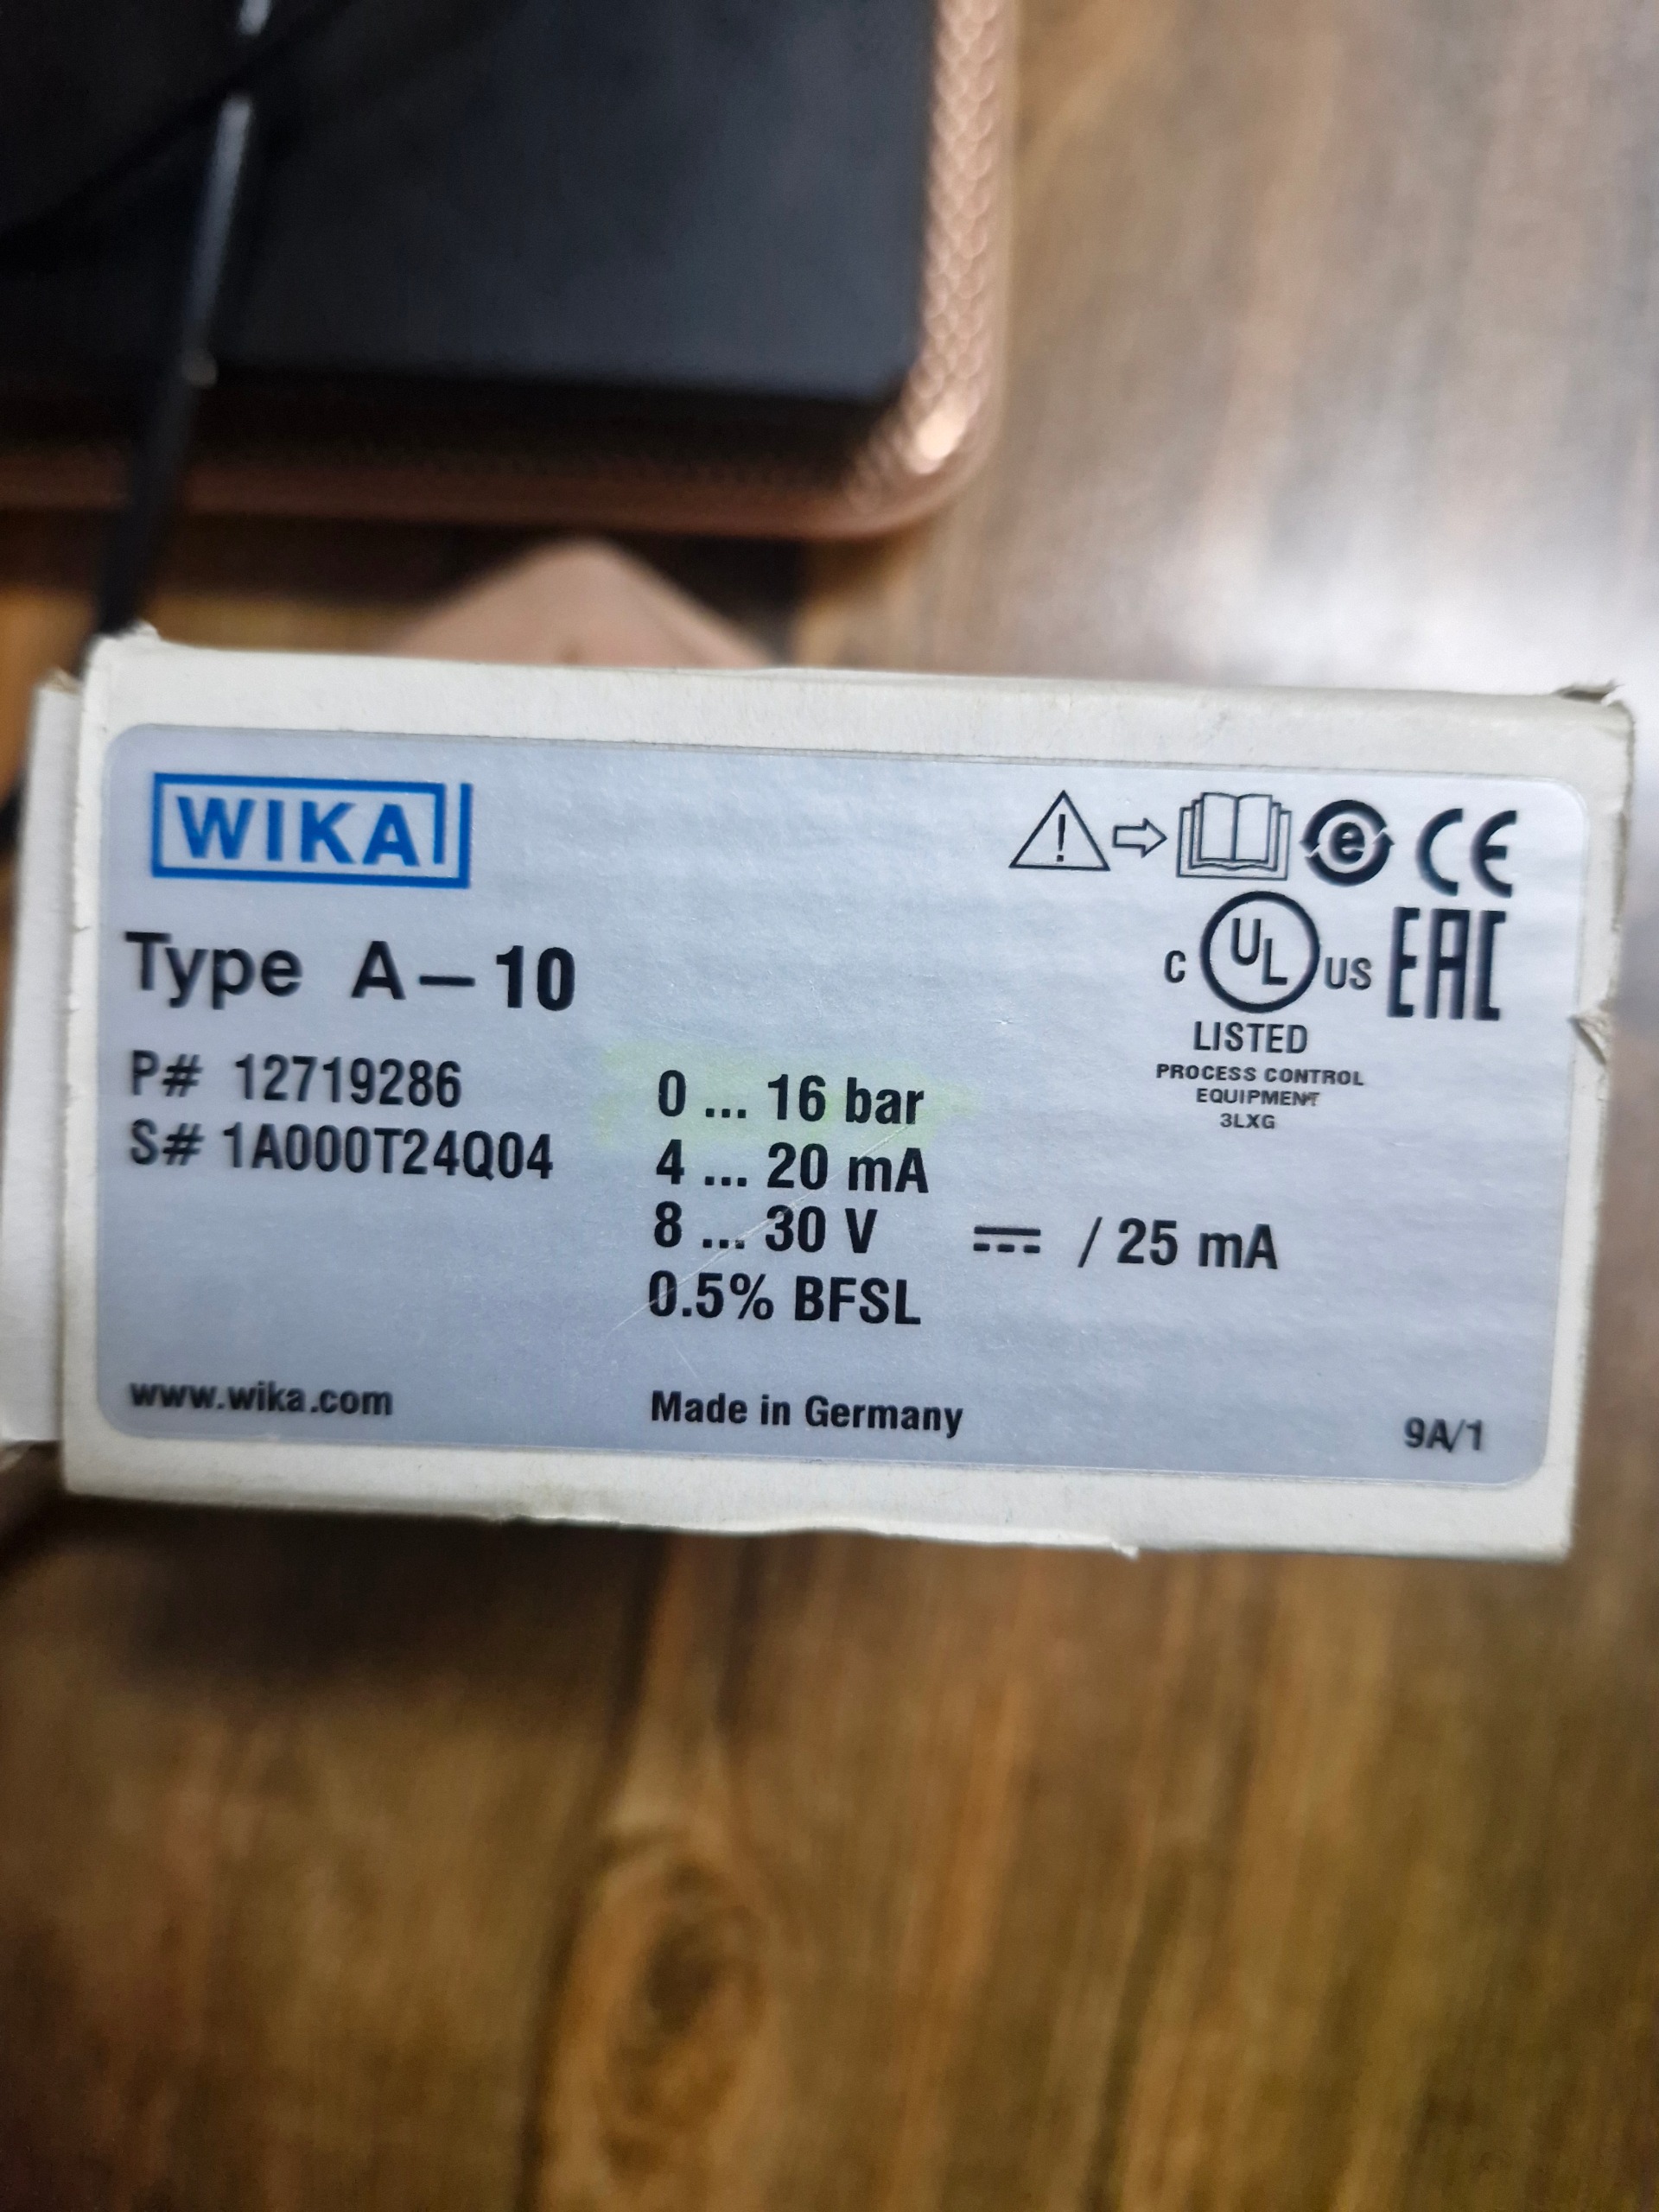 WIKA
CE
Type A-10
c UL US EAC
LISTED
PROCESS CONTROL
EQUIPMENT
3LXG
P# 12719286
S# 1A000T24Q04
0 ... 16 bar
4 ... 20 mA
8 ... 30 V ⎓ / 25 mA
0.5% BFSL
www.wika.com
Made in Germany
9A/1